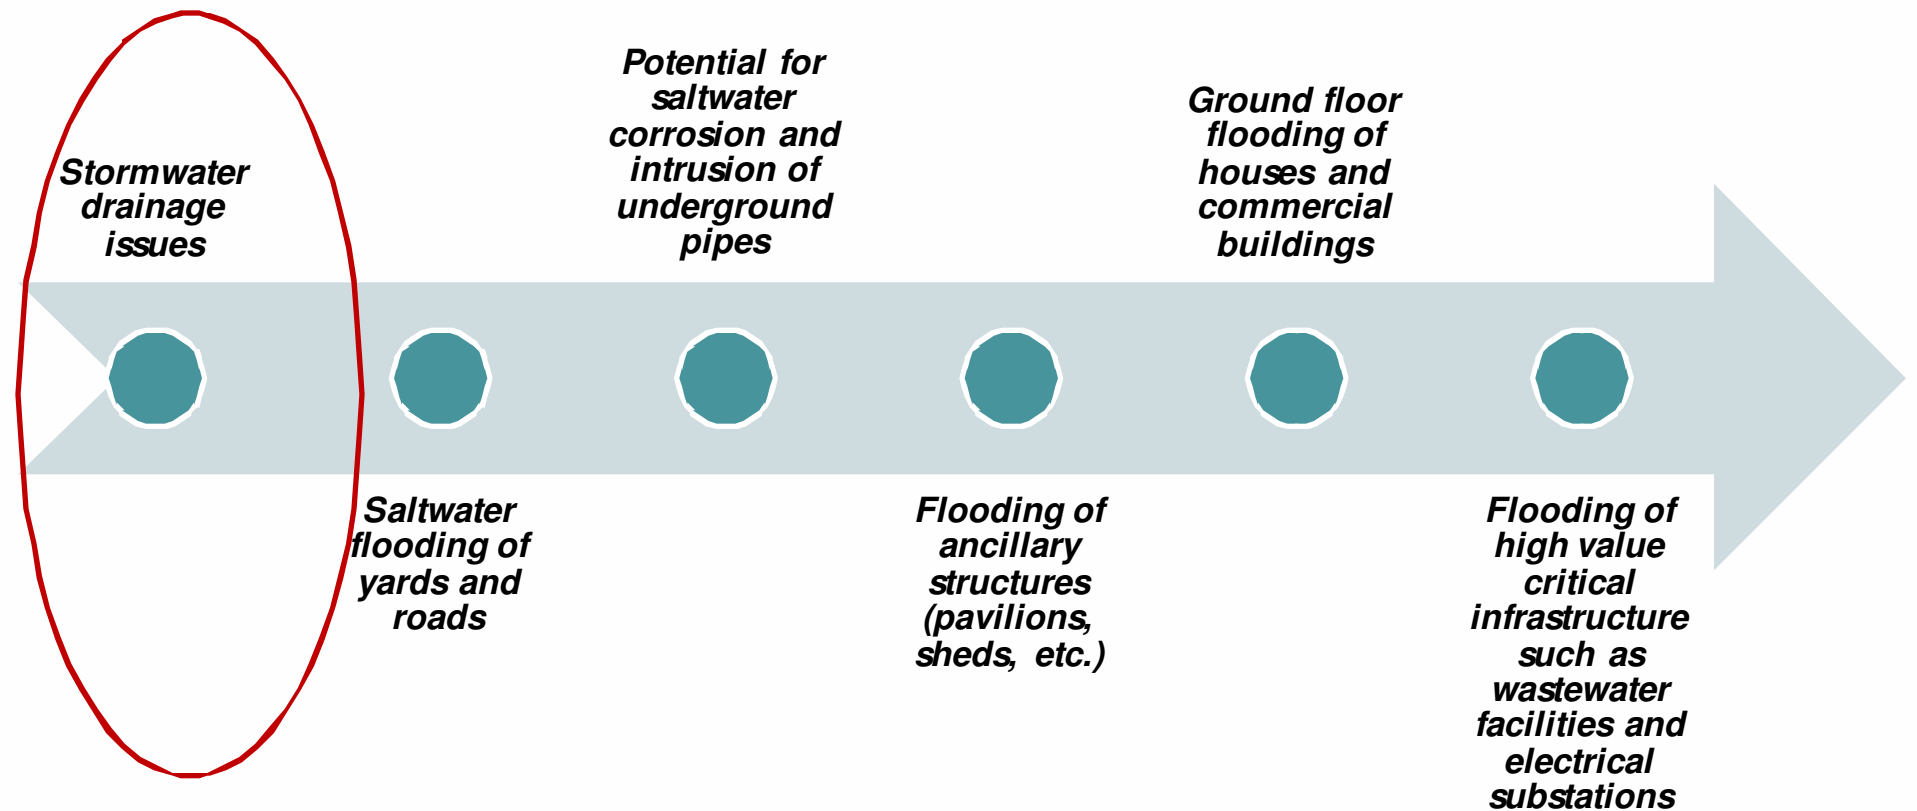 Stormwater
drainage
issues
Saltwater
flooding of
yards and
roads
Potential for
saltwater
corrosion and
intrusion of
underground
pipes
Flooding of
ancillary
structures
(pavilions,
sheds, etc.)
Ground floor
flooding of
houses and
commercial
buildings
Flooding of
high value
critical
infrastructure
such as
wastewater
facilities and
electrical
substations